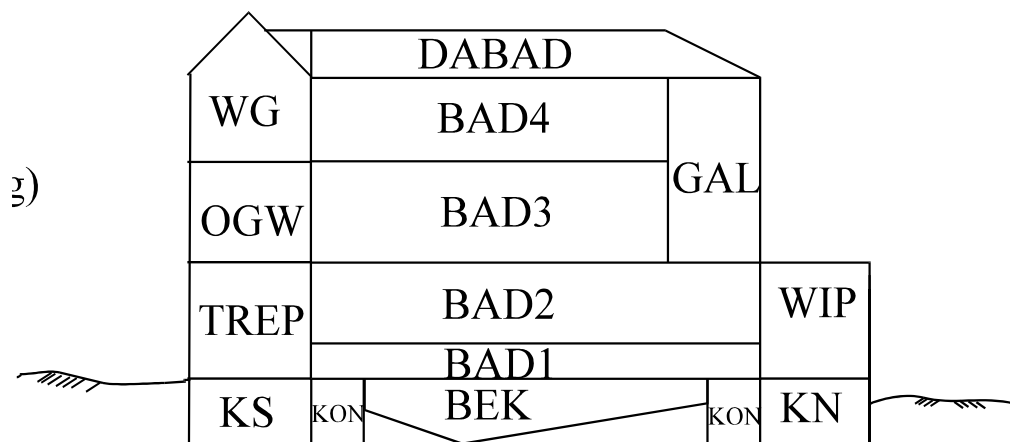 DABAD
WG BAD4
g) GAL
OGW BAD3
TREP BAD2 WIP
BAD1
KS KON BEK KON KN